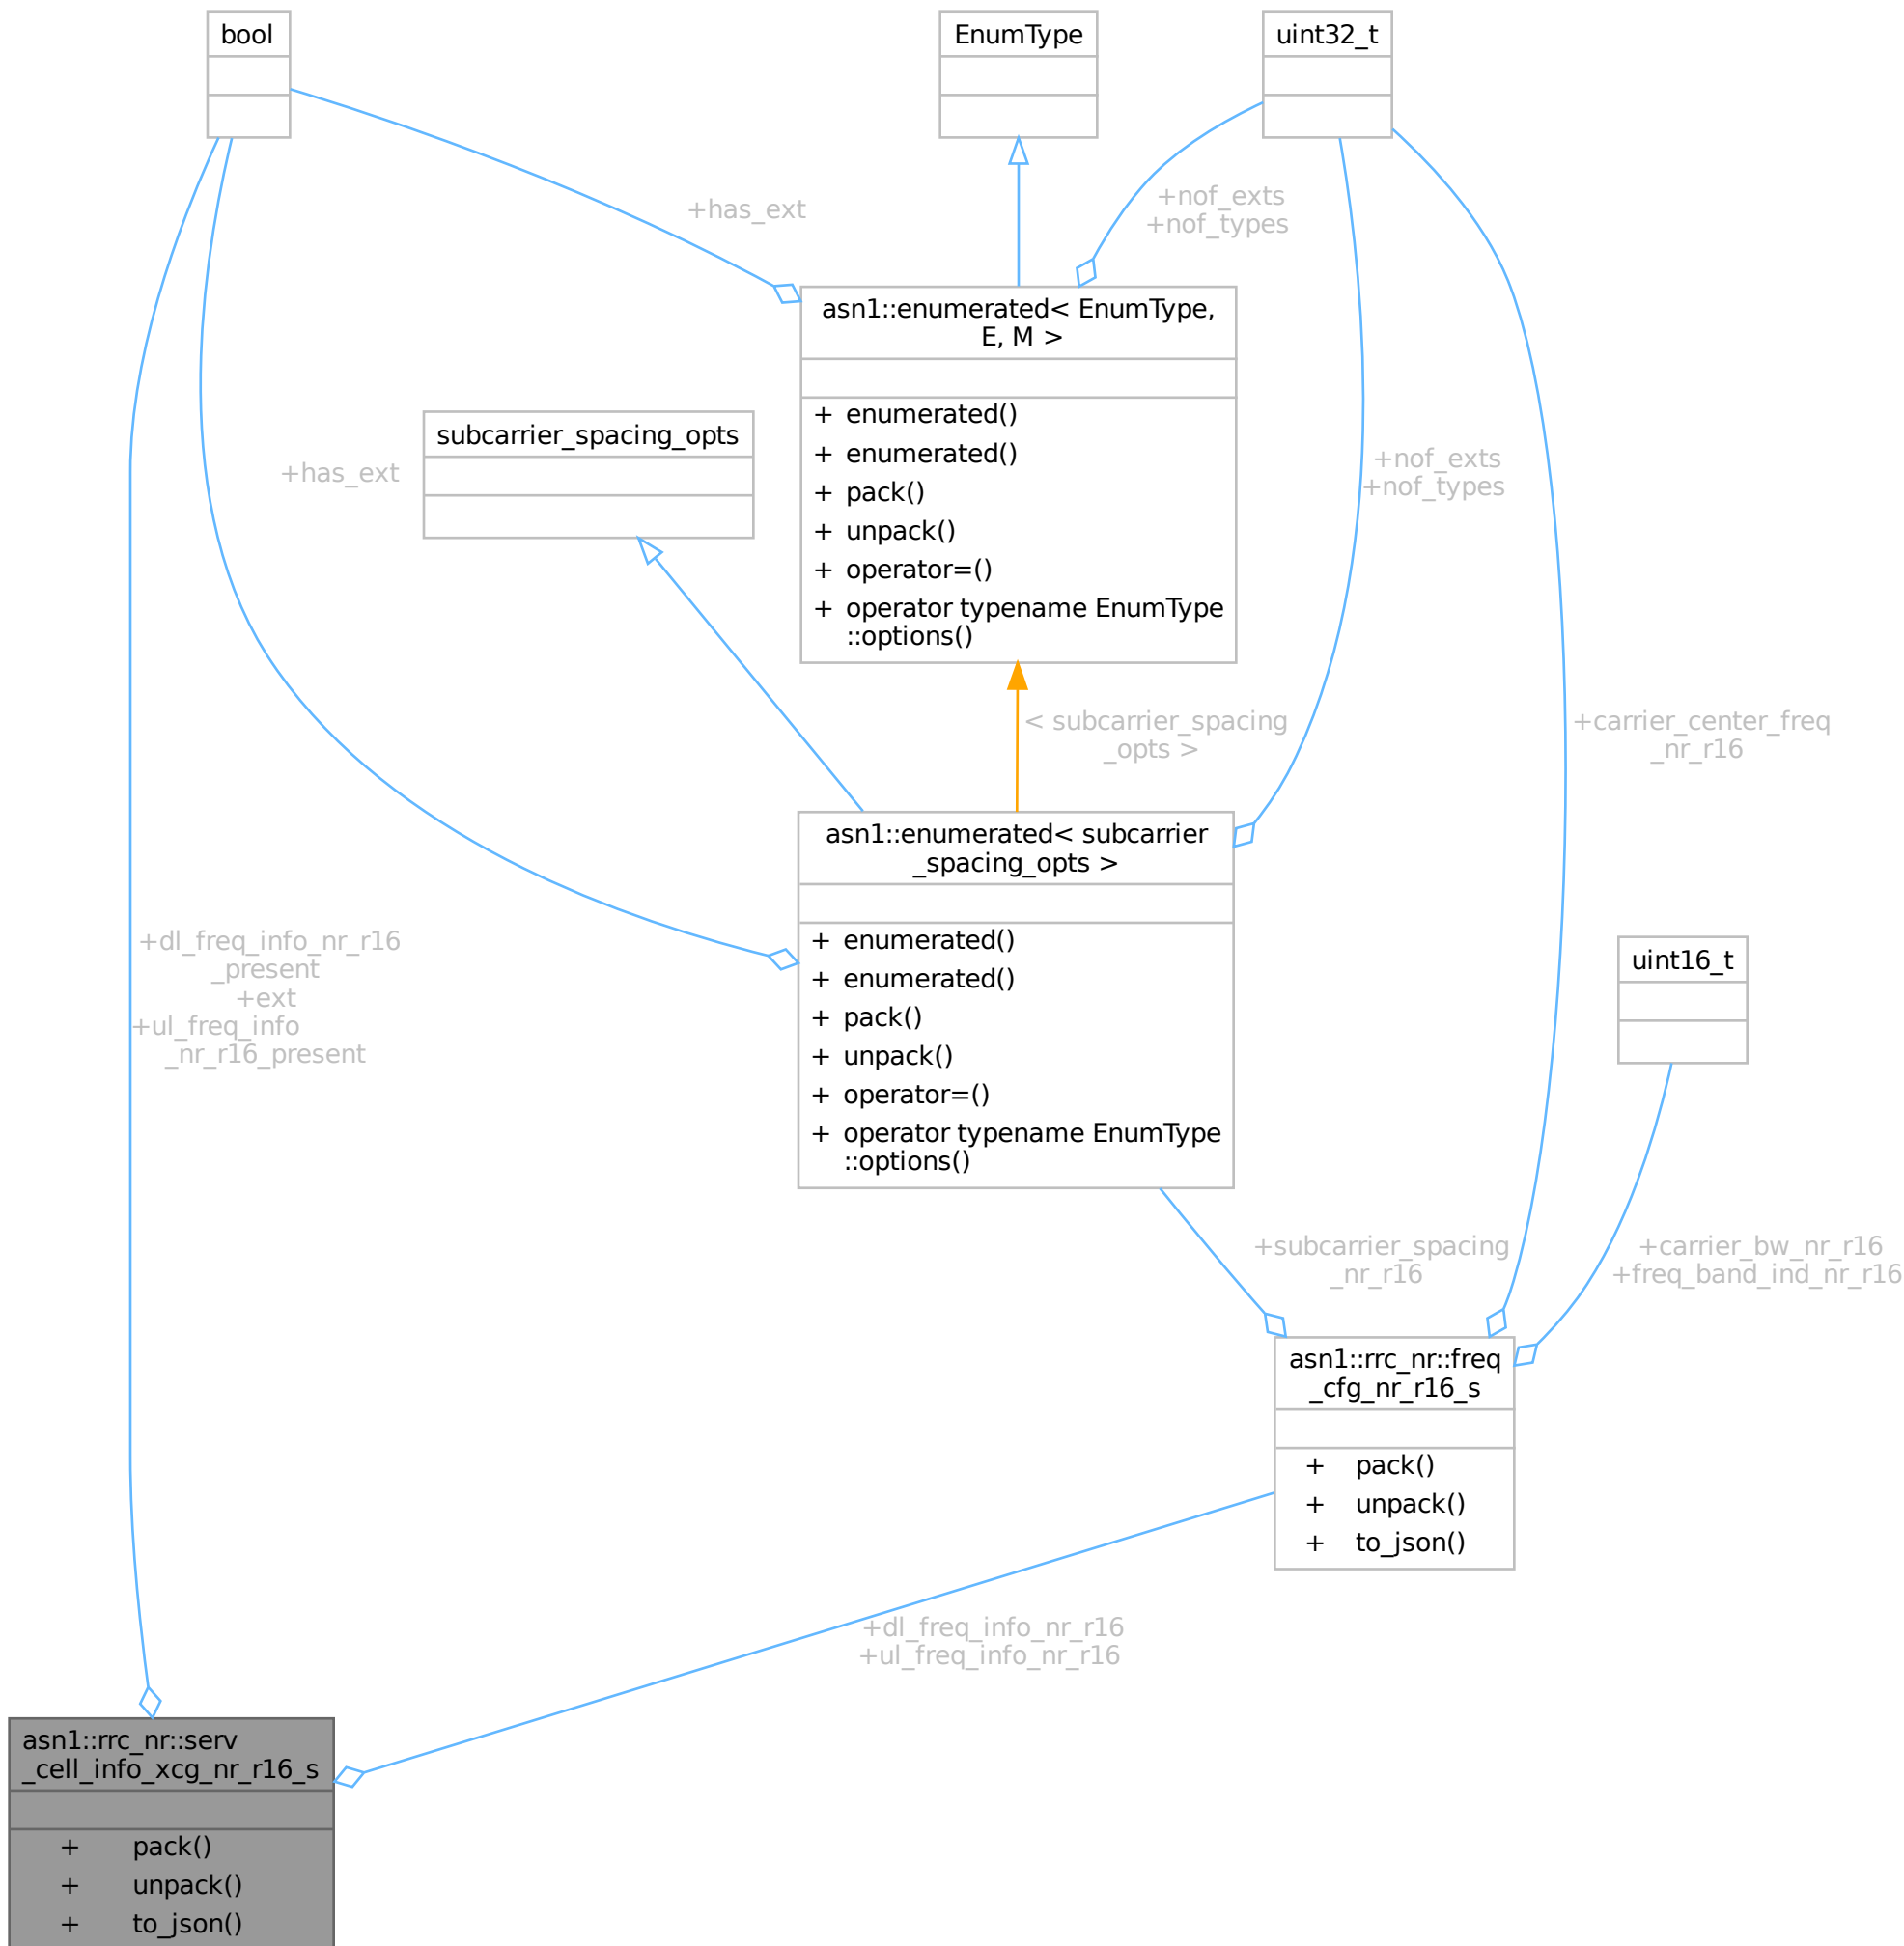 bool
EnumType
uint32_t
+has_ext
+nof_exts
+nof_types
asn1::enumerated< EnumType,
E, M >
+ enumerated()
+ enumerated()
+ pack()
+ unpack()
+ operator=()
+ operator typename EnumType
::options()
subcarrier_spacing_opts
+has_ext
+nof_exts
+nof_types
< subcarrier_spacing
_opts >
+carrier_center_freq
_nr_r16
asn1::enumerated< subcarrier
_spacing_opts >
+ enumerated()
+ enumerated()
+ pack()
+ unpack()
+ operator=()
+ operator typename EnumType
::options()
+dl_freq_info_nr_r16
_present
+ext
+ul_freq_info
_nr_r16_present
uint16_t
+subcarrier_spacing
_nr_r16
+carrier_bw_nr_r16
+freq_band_ind_nr_r16
asn1::rrc_nr::freq
_cfg_nr_r16_s
+ pack()
+ unpack()
+ to_json()
+dl_freq_info_nr_r16
+ul_freq_info_nr_r16
asn1::rrc_nr::serv
_cell_info_xcg_nr_r16_s
+ pack()
+ unpack()
+ to_json()